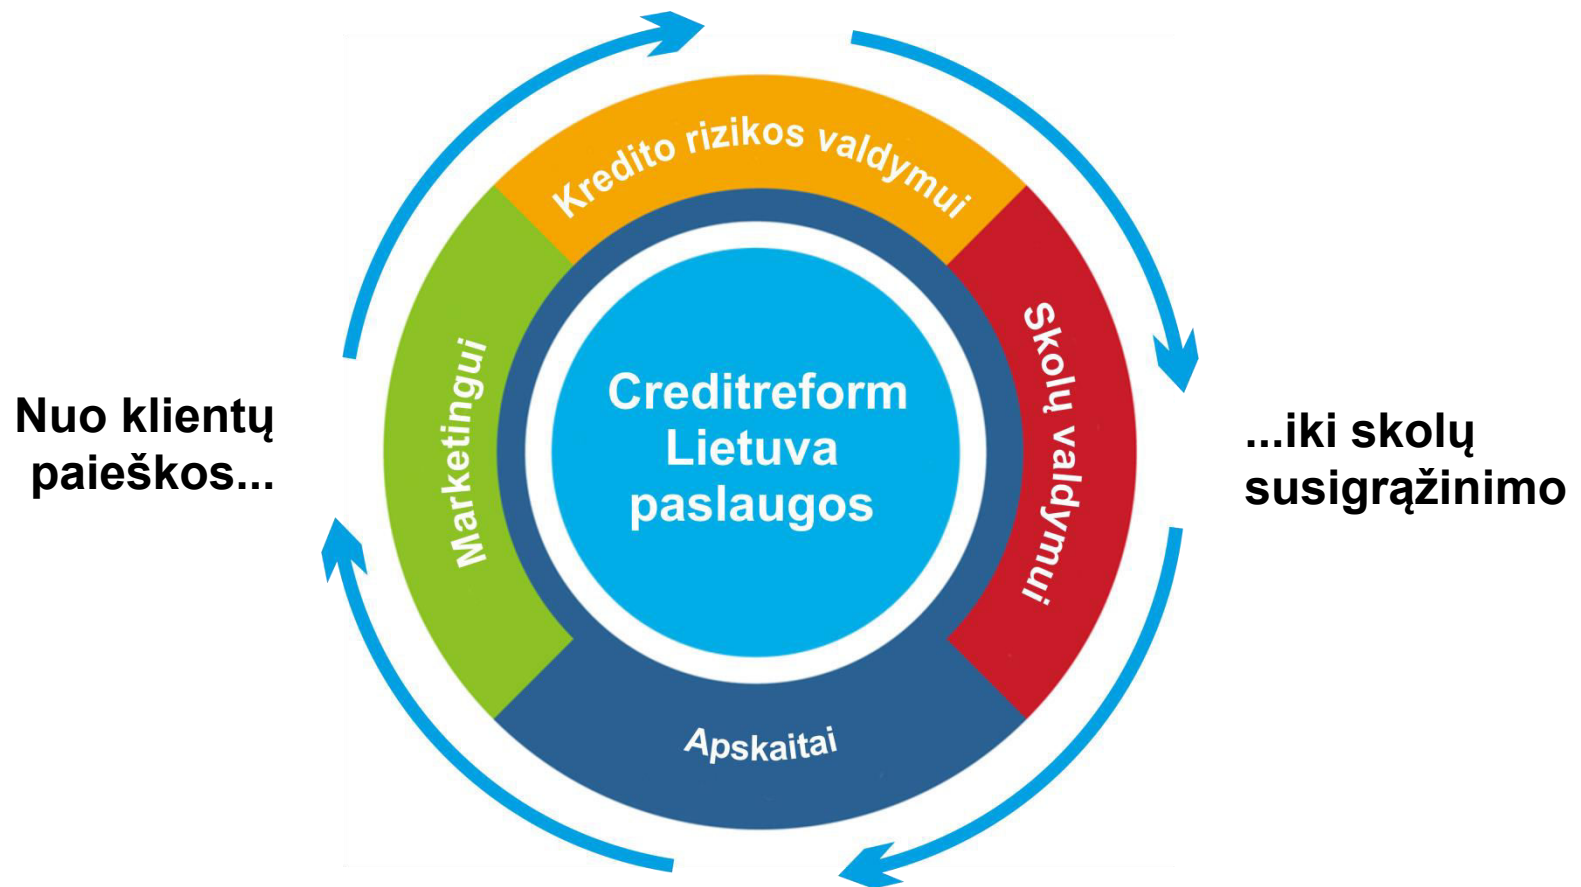 Kredito rizikos valdymui
Marketingui
Skolų valdymui
Apskaitai
Creditreform
Lietuva
paslaugos
Nuo klientų
paieškos...
...iki skolų
susigrąžinimo